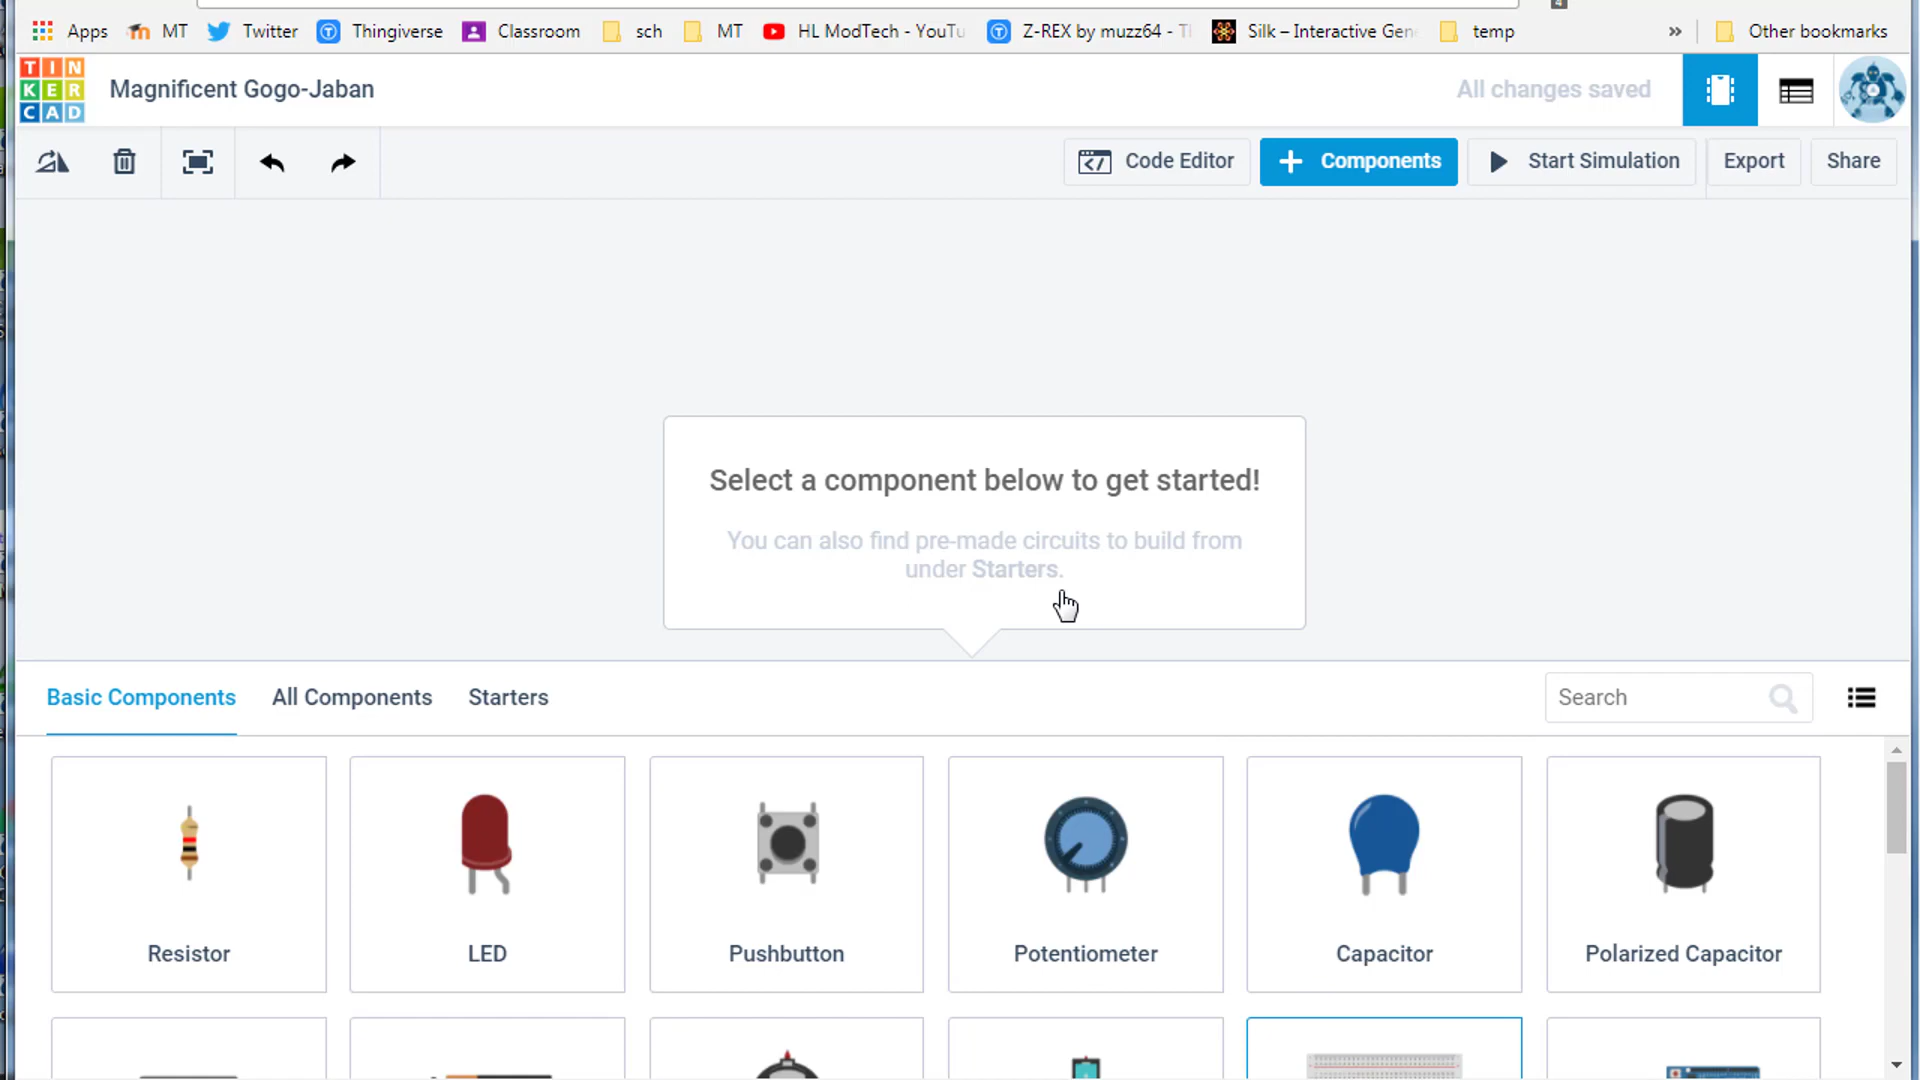 4
Apps MT Twitter Thingiverse Classroom sch MT HL ModTech - YouTu Z-REX by muzz64 - Tl Silk – Interactive Gen temp » Other bookmarks
TIN
KER
CAD
Magnificent Gogo-Jaban
All changes saved
Code Editor
Components
Start Simulation
Export
Share
Select a component below to get started!
You can also find pre-made circuits to build from
under Starters.
Basic Components
All Components
Starters
Search
Resistor
LED
Pushbutton
Potentiometer
Capacitor
Polarized Capacitor